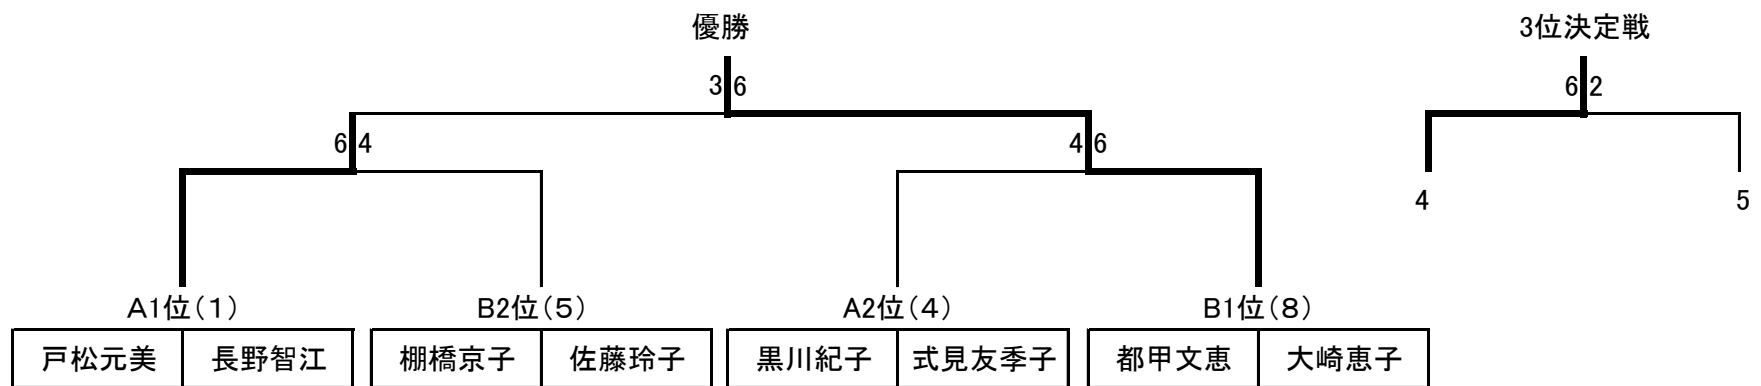 優勝 3位決定戦
3 6 6 2
6 4 4 6
4 5
A1位(1) B2位(5) A2位(4) B1位(8)
戸松元美 長野智江 棚橋京子 佐藤玲子 黒川紀子 式見友季子 都甲文恵 大崎恵子